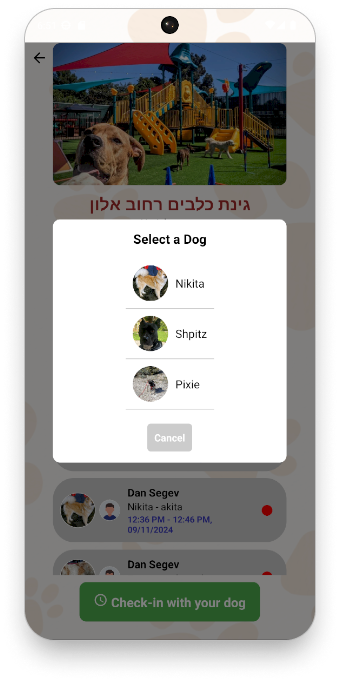 גינת כלבים רחוב אלון
Select a Dog
Nikita
Shpitz
Pixie
Cancel
Dan Segev
Nikita - akita
12:36 PM - 12:46 PM,
09/11/2024
Dan Segev
Check-in with your dog